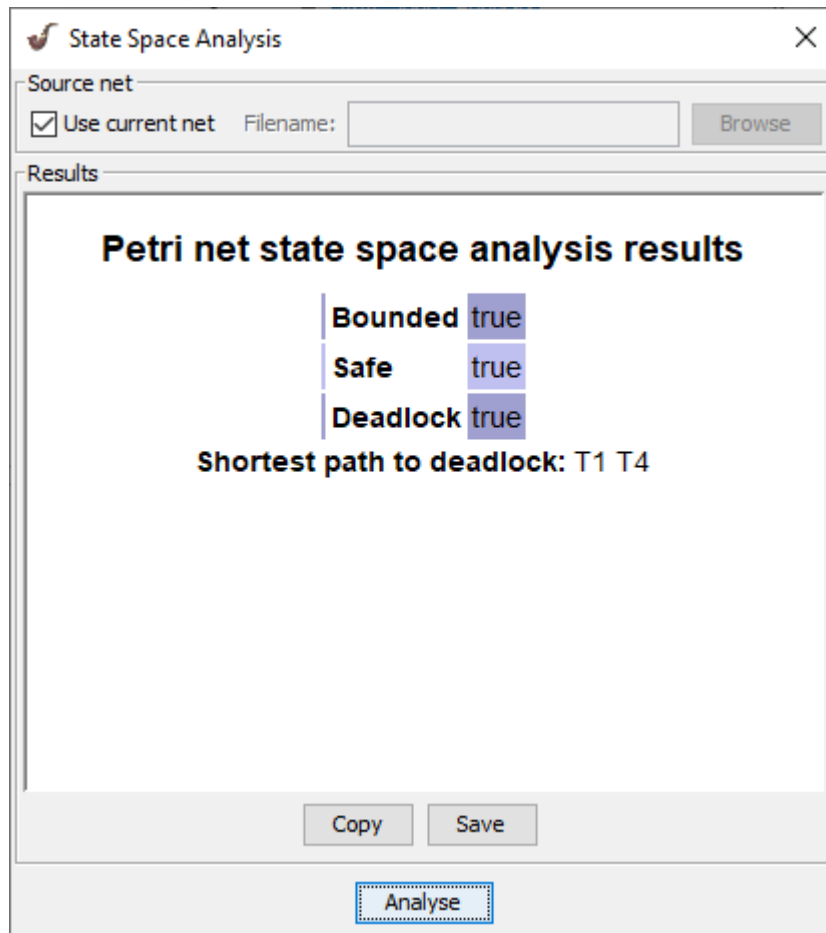 State Space Analysis
Source net
Use current net Filename: Browse
Results
Petri net state space analysis results
Bounded true
Safe true
Deadlock true
Shortest path to deadlock: T1 T4
Copy Save
Analyse